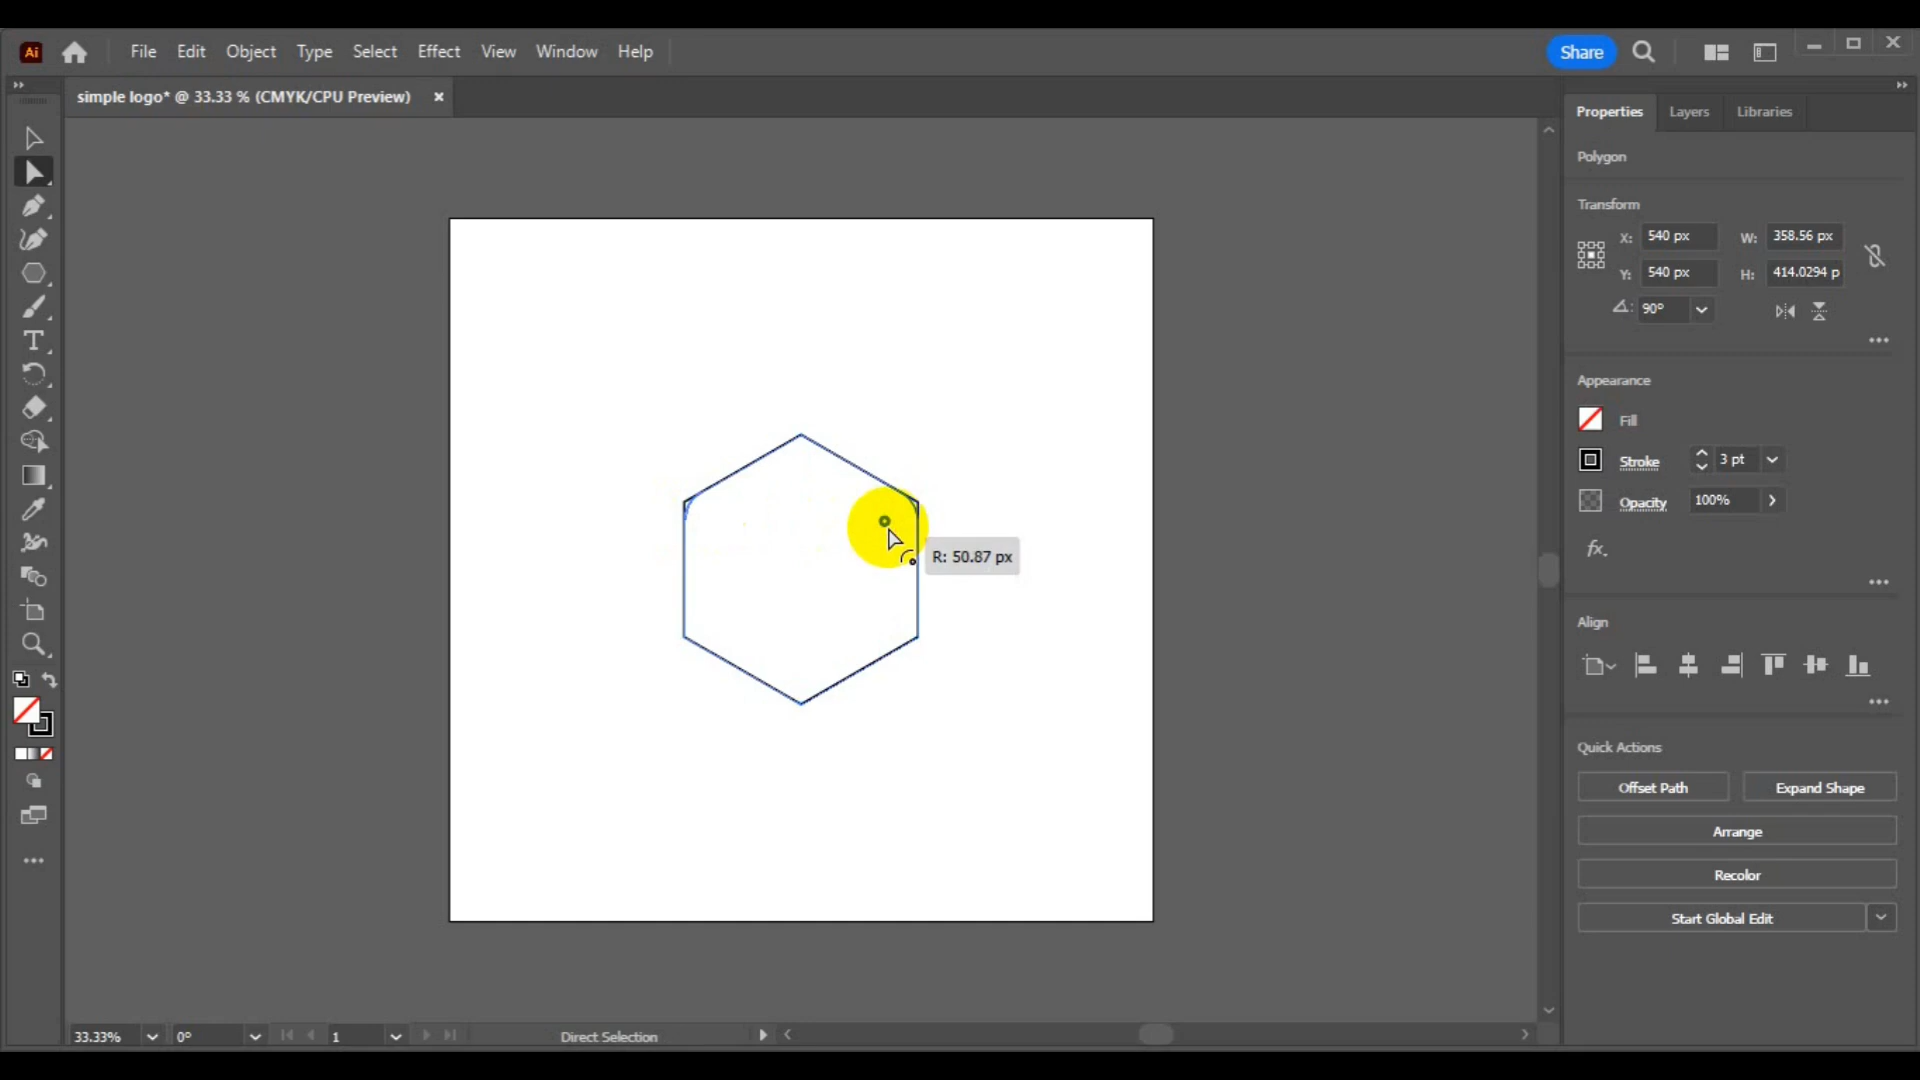 Ai File Edit Object Type Select Effect View Window Help Share
simple logo* @ 33.33 % (CMYK/CPU Preview)
Properties Layers Libraries
Polygon
Transform
X: 540 px W: 358.56 px
Y: 540 px H: 414.0294 p
90°
Appearance
Fill
Stroke 3 pt
Opacity 100%
fx.
R: 50.87 px
Align
Quick Actions
Offset Path Expand Shape
Arrange
Recolor
Start Global Edit
33.33% 0° 1 Direct Selection